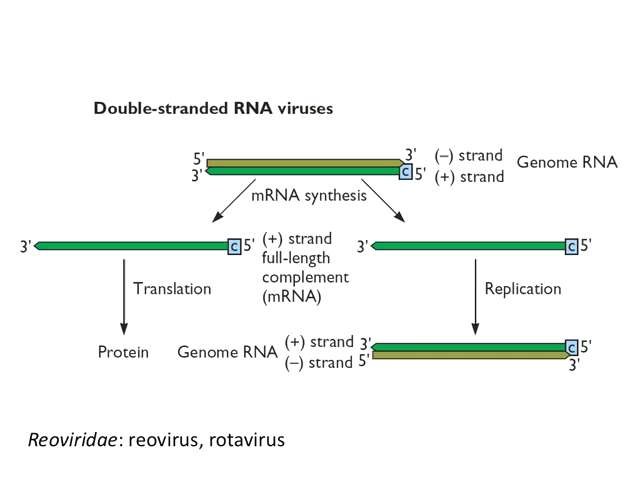 Double-stranded RNA viruses
5' 3' (–) strand Genome RNA
3' C 5' (+) strand
mRNA synthesis
3' C 5' (+) strand
full-length
complement
(mRNA)
3' C 5'
Translation
Replication
Protein
Genome RNA (+) strand 3' C 5'
(–) strand 5' 3'
Reoviridae: reovirus, rotavirus